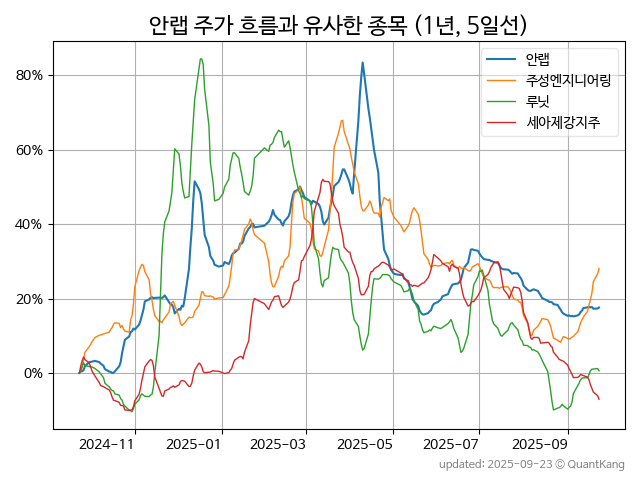 안랩 주가 흐름과 유사한 종목 (1년, 5일선)
안랩
주성엔지니어링
루닛
세아제강지주
80%
60%
40%
20%
0%
2024-11
2025-01
2025-03
2025-05
2025-07
2025-09
updated: 2025-09-23 © QuantKang